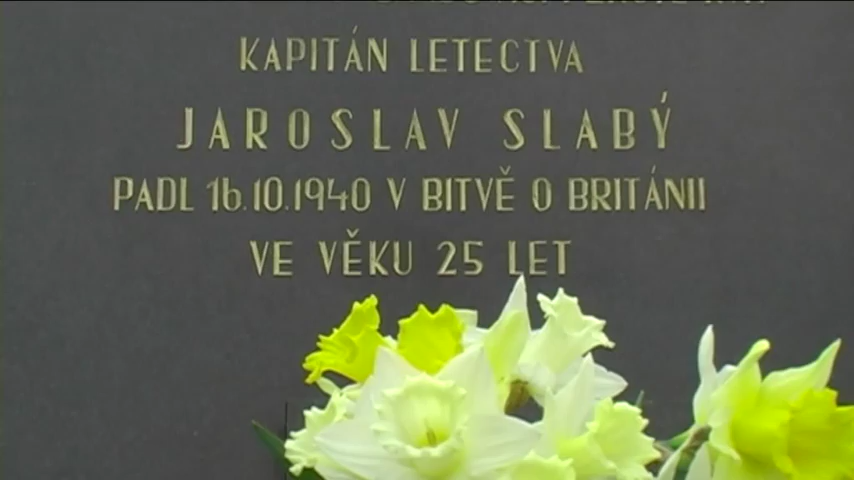 KAPITÁN LETECTVA
JAROSLAV SLABÝ
PADL 16.10.1940 V BITVĚ O BRITÁNII
VE VĚKU 25 LET